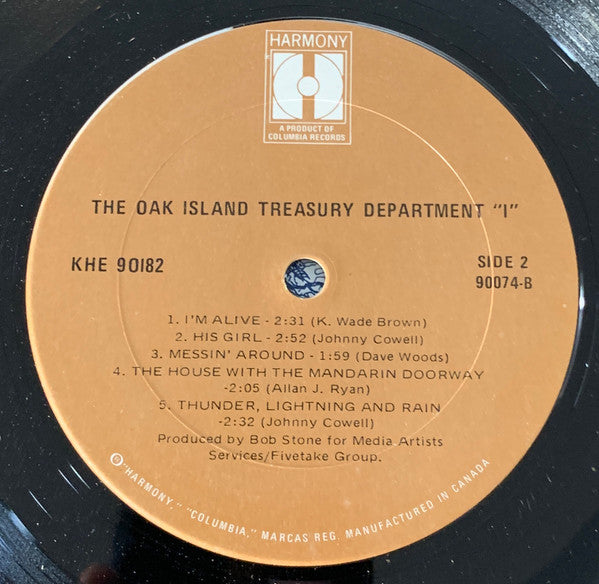 HARMONY
H
A PRODUCT OF
COLUMBIA RECORDS
THE OAK ISLAND TREASURY DEPARTMENT "I"
KHE 90182
SIDE 2
90074-B
1. I'M ALIVE - 2:31 (K. Wade Brown)
2. HIS GIRL - 2:52 (Johnny Cowell)
3. MESSIN' AROUND - 1:59 (Dave Woods)
4. THE HOUSE WITH THE MANDARIN DOORWAY
-2:05 (Allan J. Ryan)
5. THUNDER, LIGHTNING AND RAIN
-2:32 (Johnny Cowell)
Produced by Bob Stone for Media Artists
Services/Fivetake Group.
℗ "HARMONY," "COLUMBIA," MARCAS REG. MANUFACTURED IN CANADA